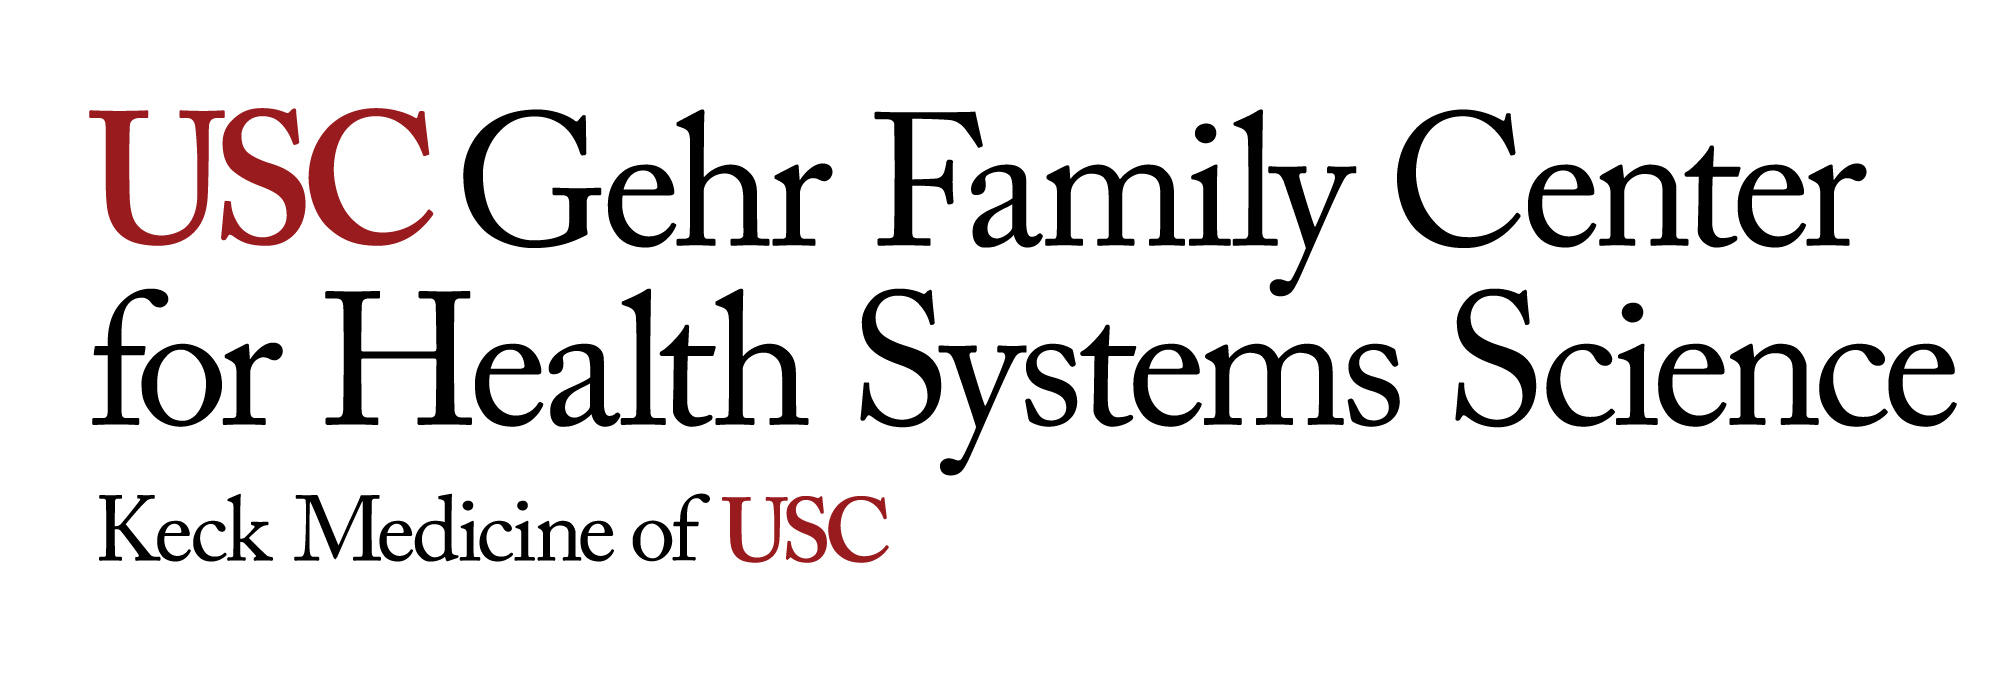 USC Gehr Family Center
for Health Systems Science
Keck Medicine of USC